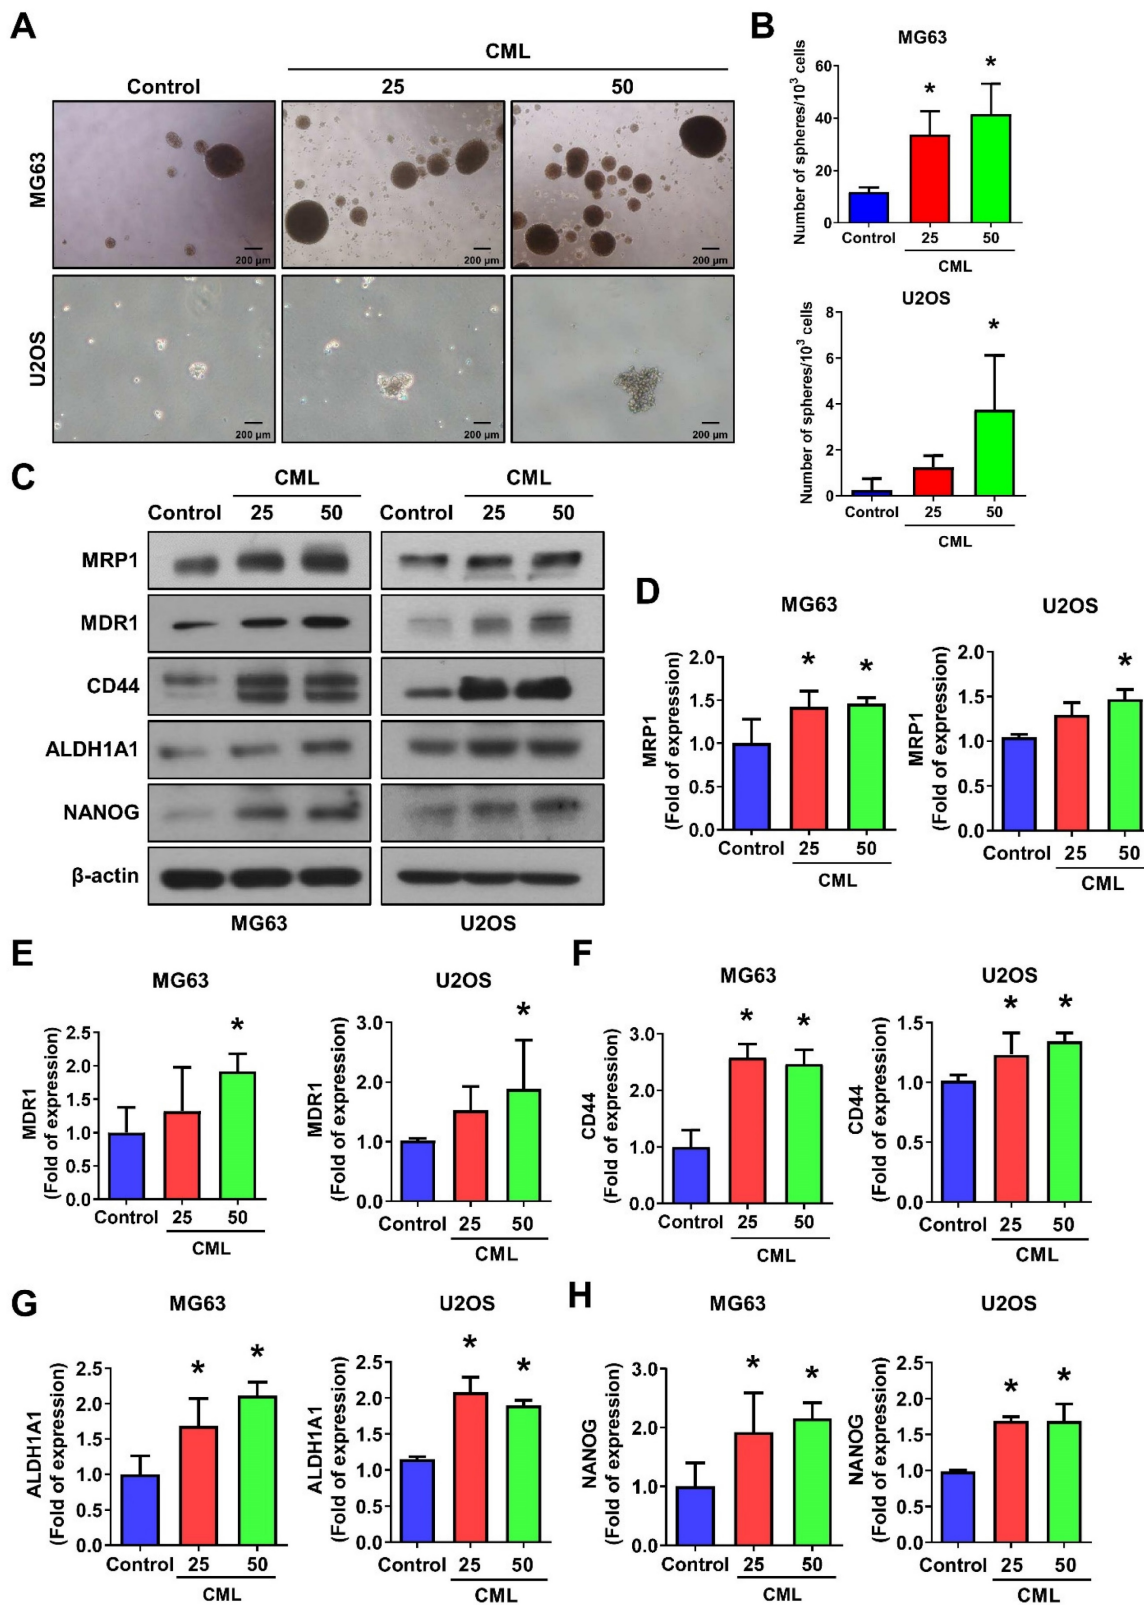 A
CML
Control 25 50
MG63
200 µm 200 µm 200 µm
U2OS
200 µm 200 µm 200 µm
B
MG63
Number of spheres/10³ cells
60
40
20
0
* *
Control 25 50
CML
U2OS
Number of spheres/10³ cells
8
6
4
2
0
*
Control 25 50
CML
C
CML CML
Control 25 50 Control 25 50
MRP1
MDR1
CD44
ALDH1A1
NANOG
β-actin
MG63 U2OS
D
MG63
MRP1
(Fold of expression)
2.0
1.5
1.0
0.5
0.0
* *
Control 25 50
CML
U2OS
MRP1
(Fold of expression)
2.0
1.5
1.0
0.5
0.0
*
Control 25 50
CML
E
MG63
MDR1
(Fold of expression)
2.5
2.0
1.5
1.0
0.5
0.0
*
Control 25 50
CML
U2OS
MDR1
(Fold of expression)
3.0
2.0
1.0
0.0
*
Control 25 50
CML
F
MG63
CD44
(Fold of expression)
3.0
2.0
1.0
0.0
* *
Control 25 50
CML
U2OS
CD44
(Fold of expression)
1.5
1.0
0.5
0.0
* *
Control 25 50
CML
G
MG63
ALDH1A1
(Fold of expression)
2.5
2.0
1.5
1.0
0.5
0.0
* *
Control 25 50
CML
U2OS
ALDH1A1
(Fold of expression)
2.5
2.0
1.5
1.0
0.5
0.0
* *
Control 25 50
CML
H
MG63
NANOG
(Fold of expression)
3.0
2.0
1.0
0.0
* *
Control 25 50
CML
U2OS
NANOG
(Fold of expression)
2.5
2.0
1.5
1.0
0.5
0.0
* *
Control 25 50
CML